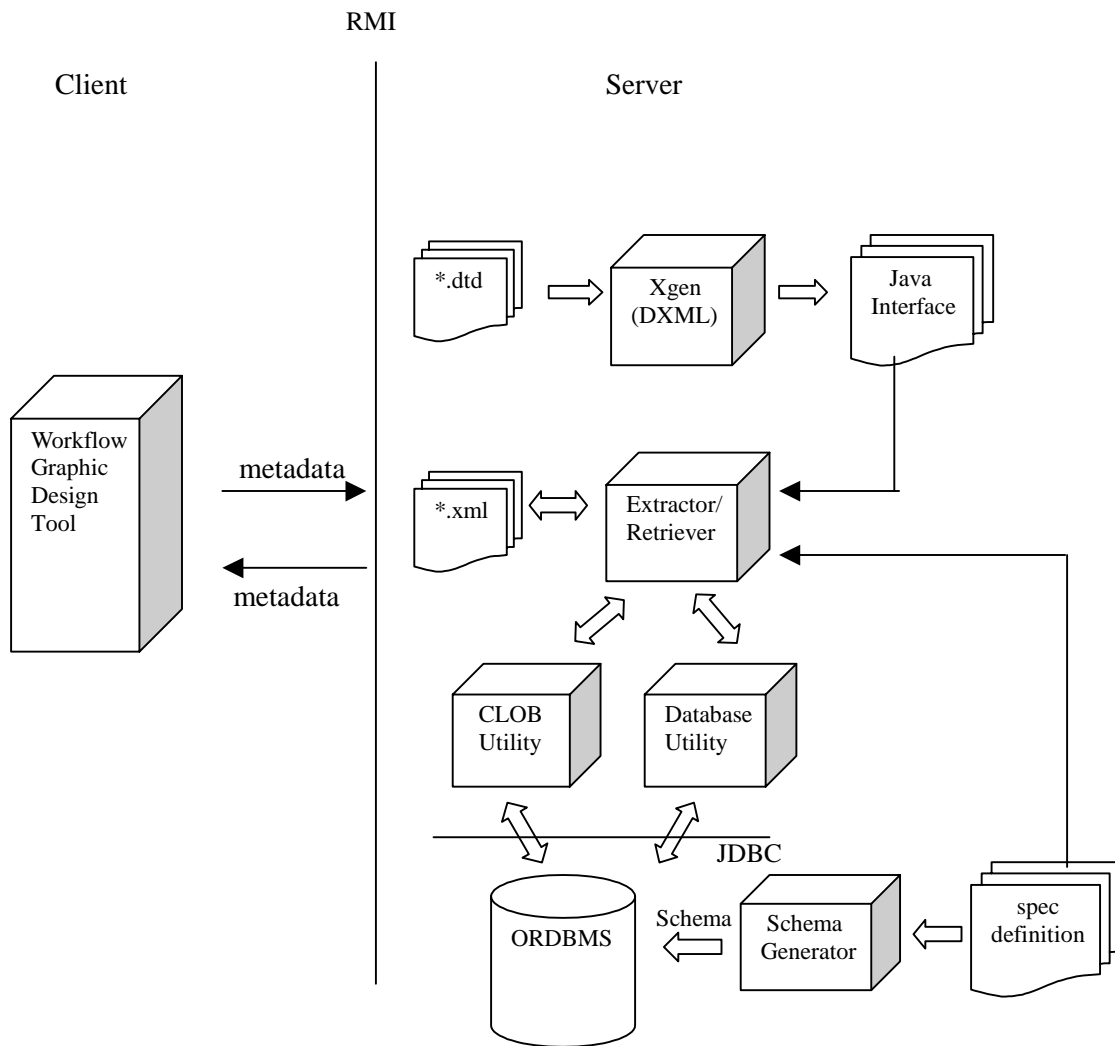 RMI
Client
Server
*.dtd
Xgen
(DXML)
Java
Interface
Workflow
Graphic
Design
Tool
metadata
metadata
*.xml
Extractor/
Retriever
CLOB
Utility
Database
Utility
JDBC
ORDBMS
Schema
Schema
Generator
spec
definition